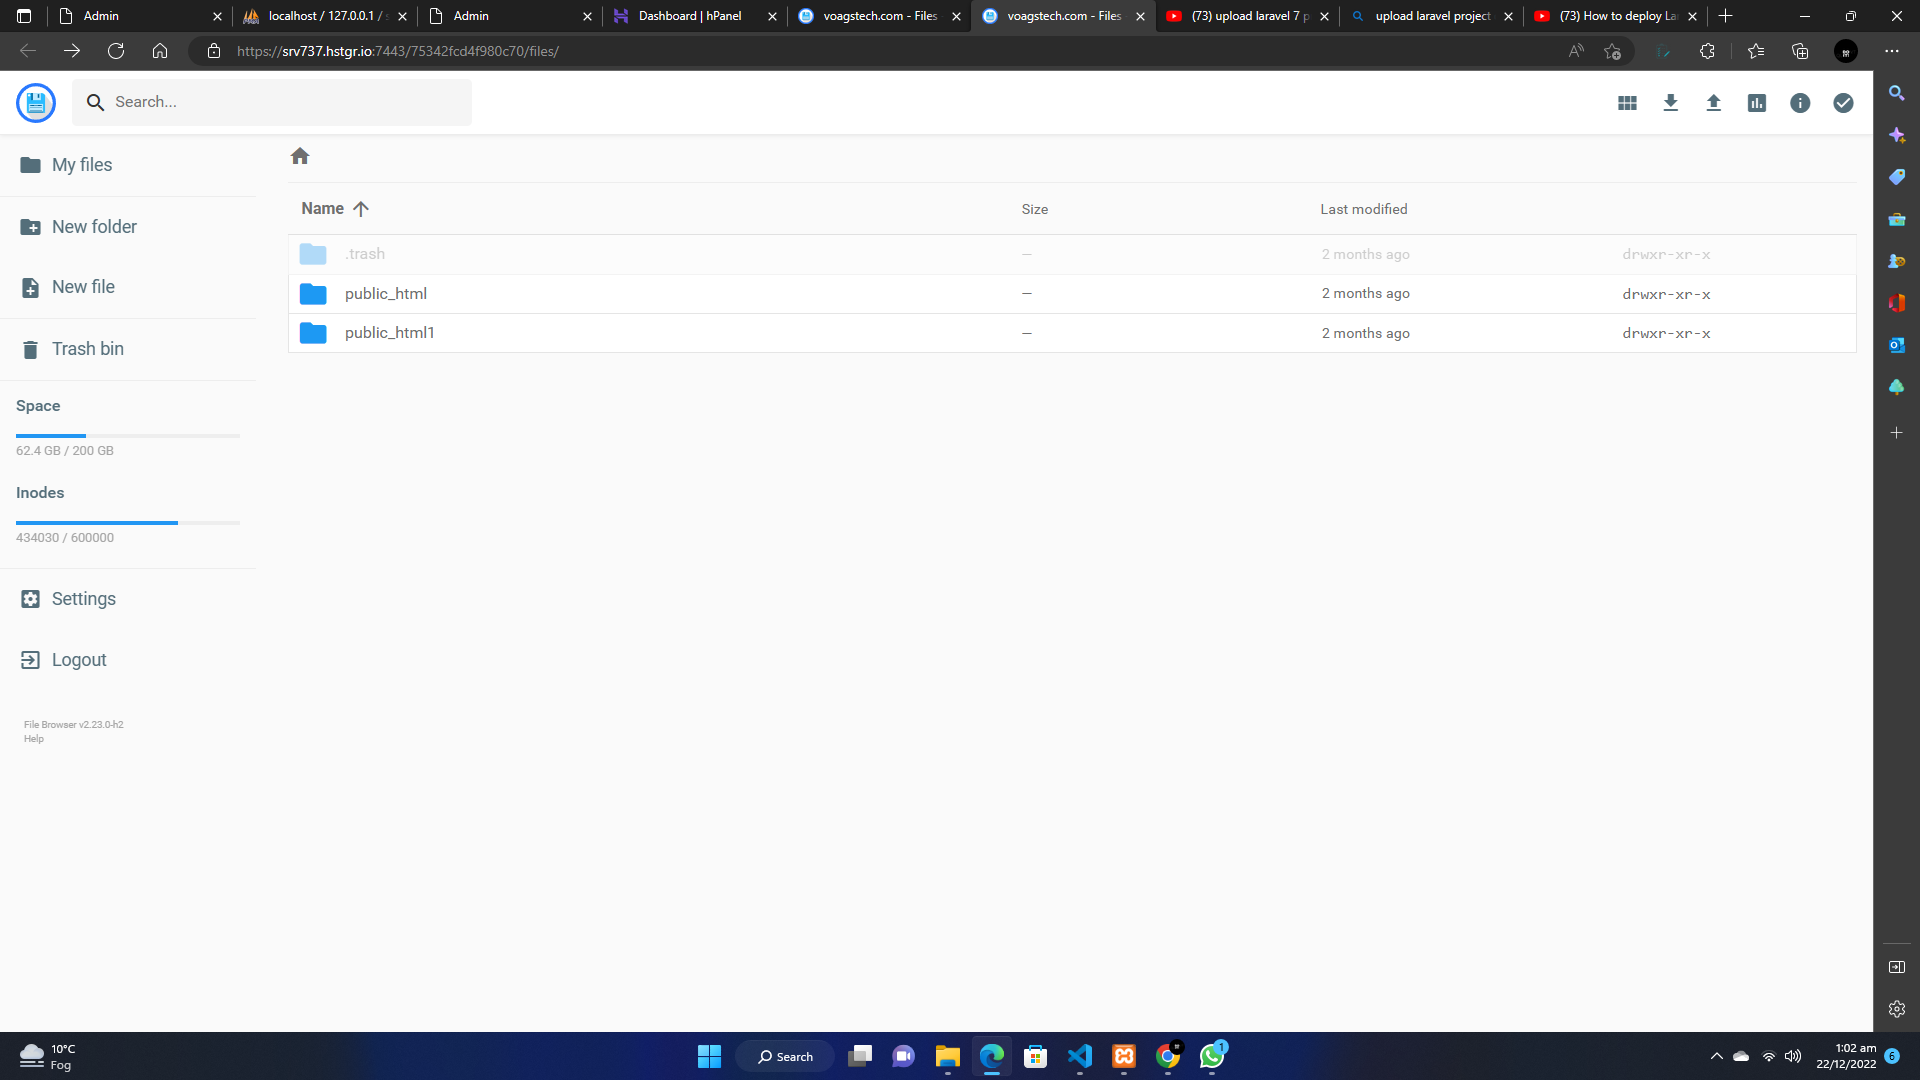 Admin
localhost / 127.0.0.1 / s
Admin
Dashboard | hPanel
voagstech.com - Files
voagstech.com - Files
(73) upload laravel 7 p
upload laravel project
(73) How to deploy La
https://srv737.hstgr.io:7443/75342fcd4f980c70/files/
Search...
My files
New folder
New file
Trash bin
Space
62.4 GB / 200 GB
Inodes
434030 / 600000
Settings
Logout
File Browser v2.23.0-h2
Help
Name Size Last modified
.trash — 2 months ago drwxr-xr-x
public_html — 2 months ago drwxr-xr-x
public_html1 — 2 months ago drwxr-xr-x
10°C
Fog
Search
1
1:02 am
22/12/2022
6